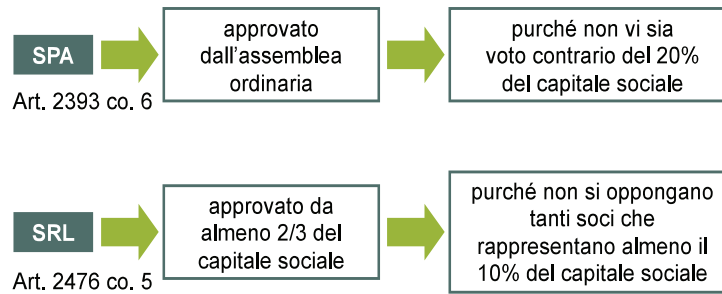 SPA
Art. 2393 co. 6
approvato
dall'assemblea
ordinaria
purché non vi sia
voto contrario del 20%
del capitale sociale
SRL
Art. 2476 co. 5
approvato da
almeno 2/3 del
capitale sociale
purché non si oppongano
tanti soci che
rappresentano almeno il
10% del capitale sociale